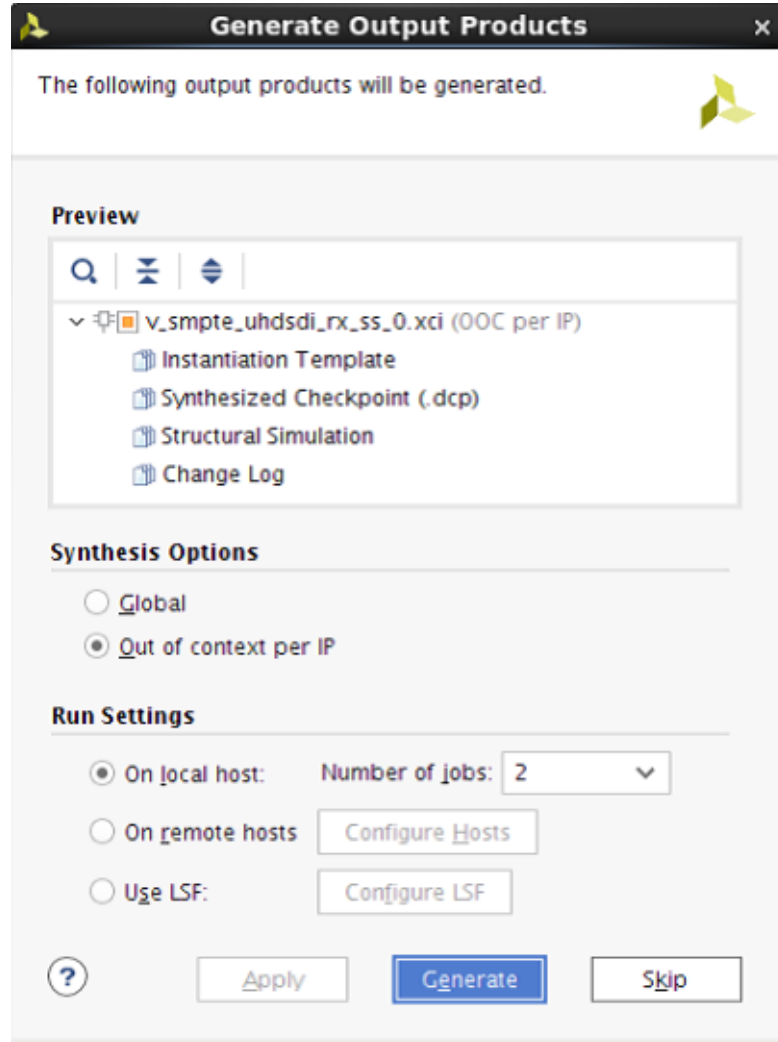 Generate Output Products
The following output products will be generated.
Preview
v_smpte_uhdsdi_rx_ss_0.xci (OOC per IP)
Instantiation Template
Synthesized Checkpoint (.dcp)
Structural Simulation
Change Log
Synthesis Options
Global
Out of context per IP
Run Settings
On local host: Number of jobs: 2
On remote hosts Configure Hosts
Use LSF: Configure LSF
? Apply Generate Skip